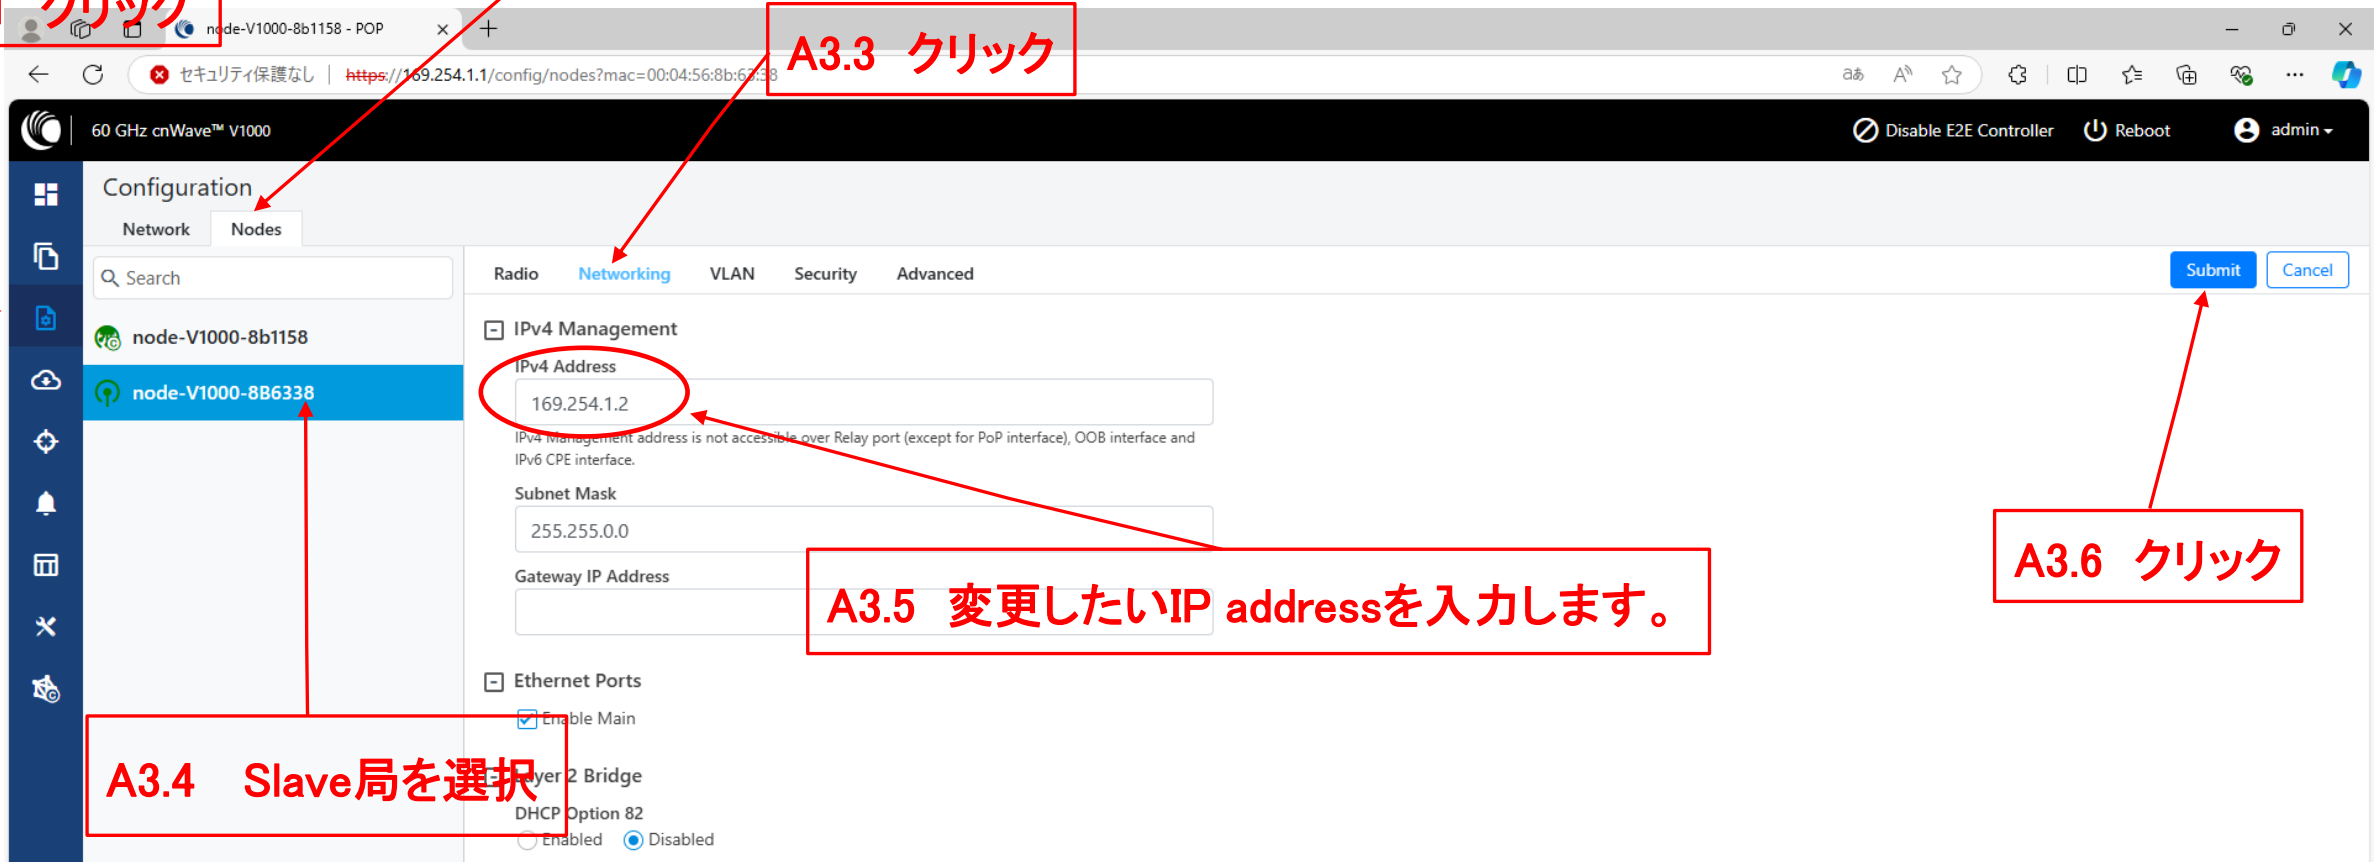 クリック
node-V1000-8b1158 - POP
A3.3 クリック
セキュリティ保護なし | https://169.254.1.1/config/nodes?mac=00:04:56:8b:63:38
60 GHz cnWave™ V1000
Disable E2E Controller
Reboot
admin
Configuration
Network Nodes
Search
Radio Networking VLAN Security Advanced
Submit Cancel
node-V1000-8b1158
node-V1000-8B6338
IPv4 Management
IPv4 Address
169.254.1.2
IPv4 Management address is not accessible over Relay port (except for PoP interface), OOB interface and
IPv6 CPE interface.
Subnet Mask
255.255.0.0
A3.6 クリック
Gateway IP Address
A3.5 変更したいIP addressを入力します。
Ethernet Ports
Enable Main
A3.4 Slave局を選択
Layer 2 Bridge
DHCP Option 82
Enabled Disabled